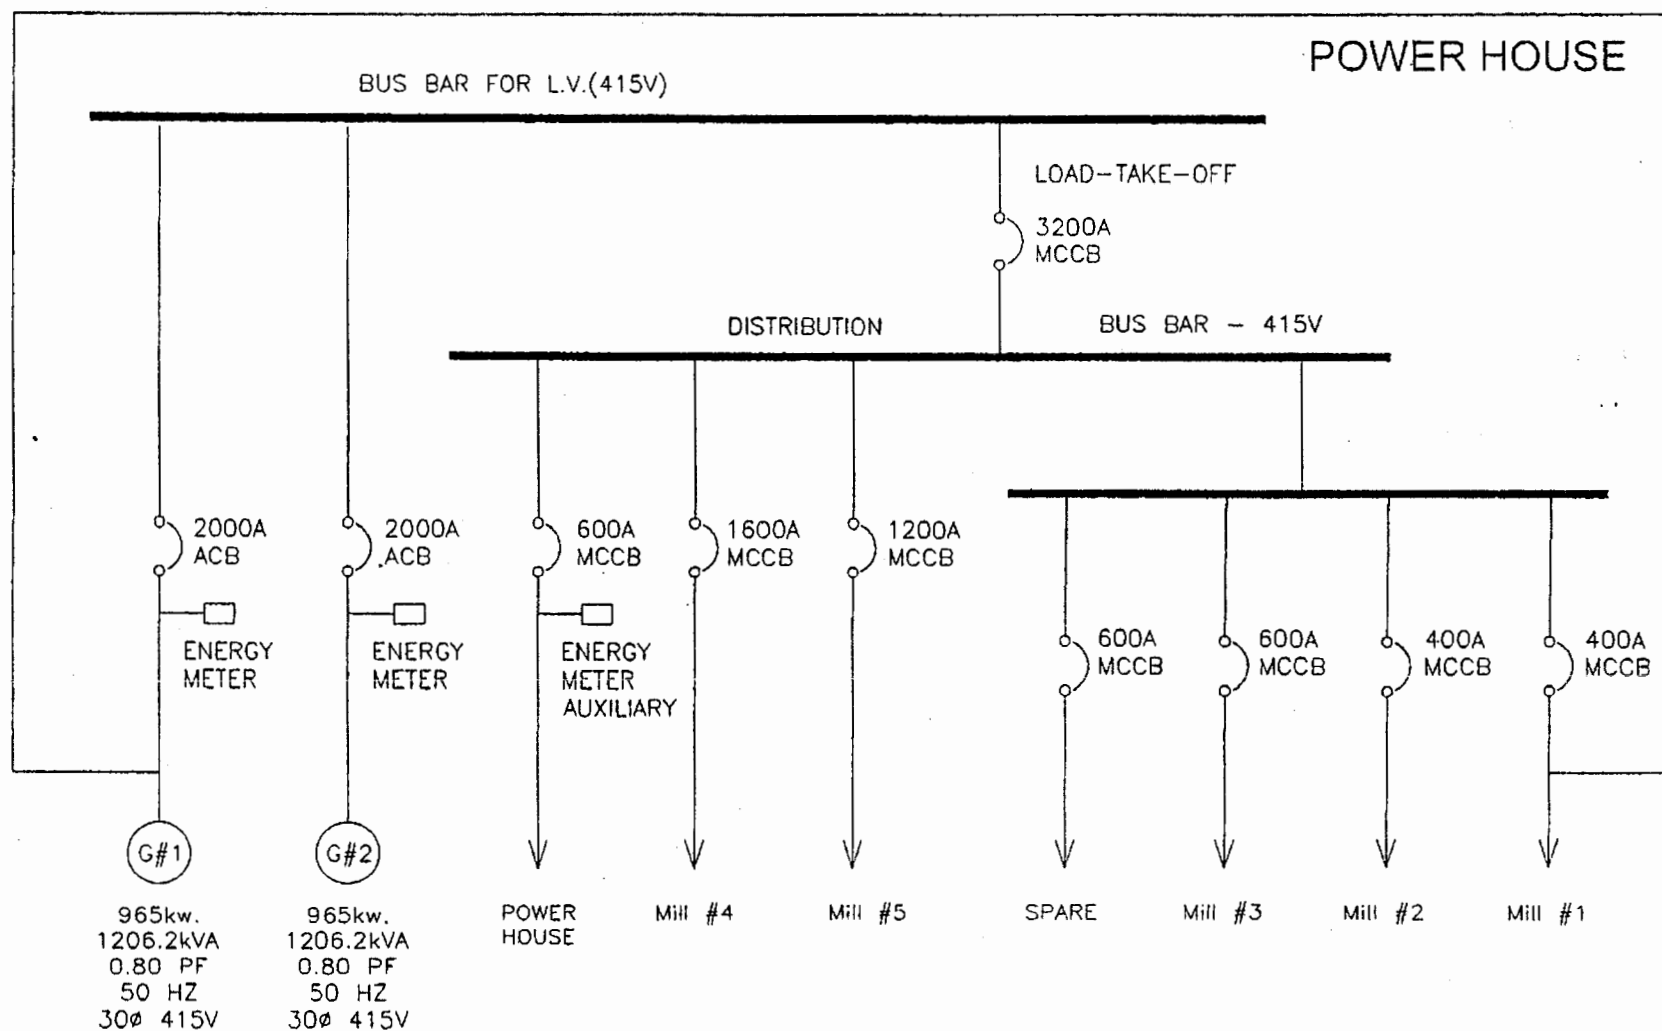 POWER HOUSE
BUS BAR FOR L.V.(415V)
LOAD-TAKE-OFF
3200A
MCCB
DISTRIBUTION
BUS BAR - 415V
2000A
ACB
2000A
ACB
600A
MCCB
1600A
MCCB
1200A
MCCB
ENERGY
METER
ENERGY
METER
ENERGY
METER
AUXILIARY
600A
MCCB
600A
MCCB
400A
MCCB
400A
MCCB
G#1
G#2
965kw.
1206.2kVA
0.80 PF
50 HZ
30ø 415V
965kw.
1206.2kVA
0.80 PF
50 HZ
30ø 415V
POWER
HOUSE
Mill #4
Mill #5
SPARE
Mill #3
Mill #2
Mill #1